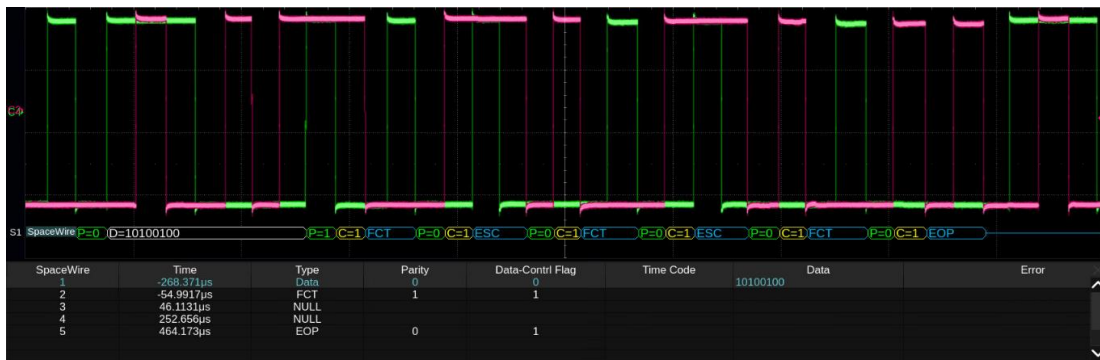 S1 SpaceWire P=0 D=10100100 P=1 C=1 FCT P=0 C=1 ESC P=0 C=1 FCT P=0 C=1 ESC P=0 C=1 FCT P=0 C=1 EOP
SpaceWire Time Type Parity Data-Contrl Flag Time Code Data Error
1 -268.371µs Data 0 0 10100100
2 -54.9917µs FCT 1 1
3 46.1131µs NULL
4 252.656µs NULL
5 464.173µs EOP 0 1